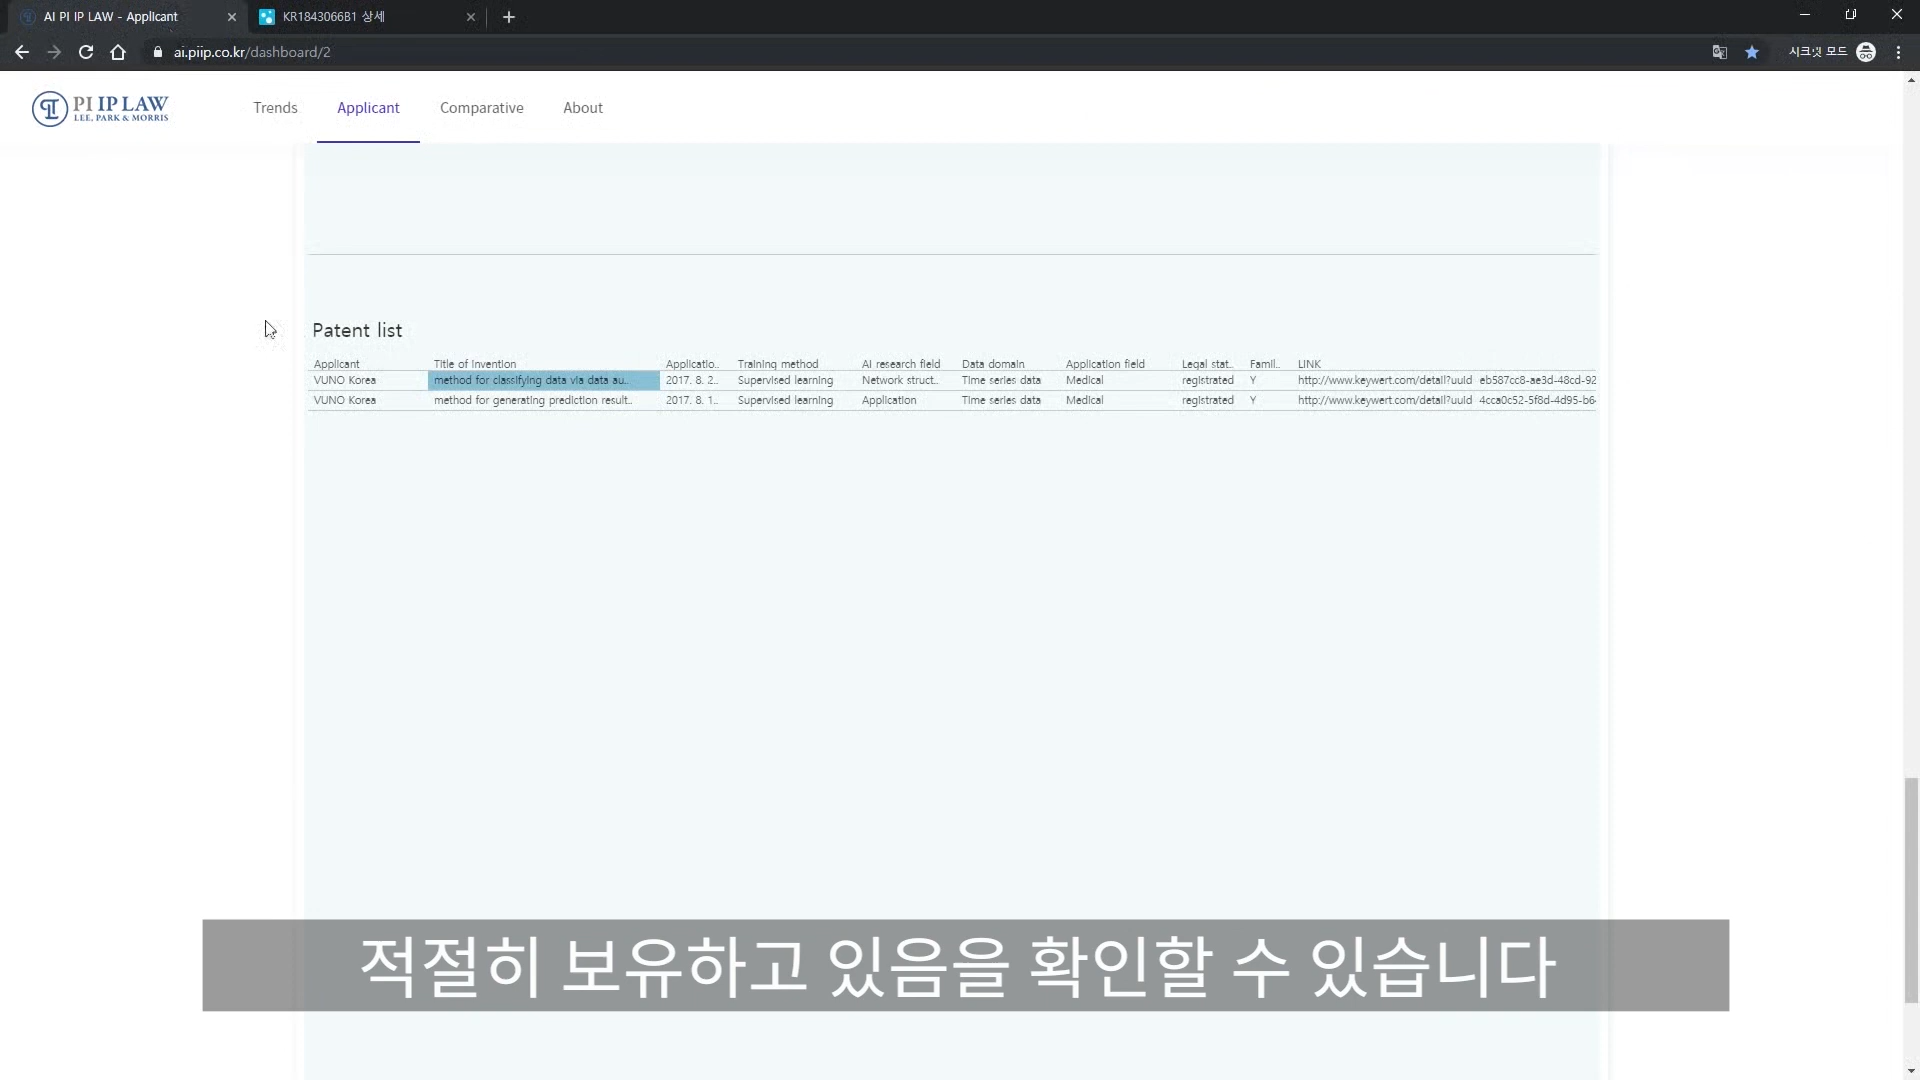 AI PI IP LAW - Applicant
KR1843066B1 상세
ai.piip.co.kr/dashboard/2
시크릿 모드
PI IP LAW
LEE, PARK & MORRIS
Trends Applicant Comparative About
Patent list
Applicant Title of invention Applicatio.. Training method AI research field Data domain Application field Legal stat.. Famil.. LINK
VUNO Korea method for classifying data via data au.. 2017. 8. 2.. Supervised learning Network struct.. Time series data Medical registrated Y http://www.keywert.com/detail?uuid eb587cc8-ae3d-48cd-92
VUNO Korea method for generating prediction result.. 2017. 8. 1.. Supervised learning Application Time series data Medical registrated Y http://www.keywert.com/detail?uuid 4cca0c52-5f8d-4d95-b6
적절히 보유하고 있음을 확인할 수 있습니다